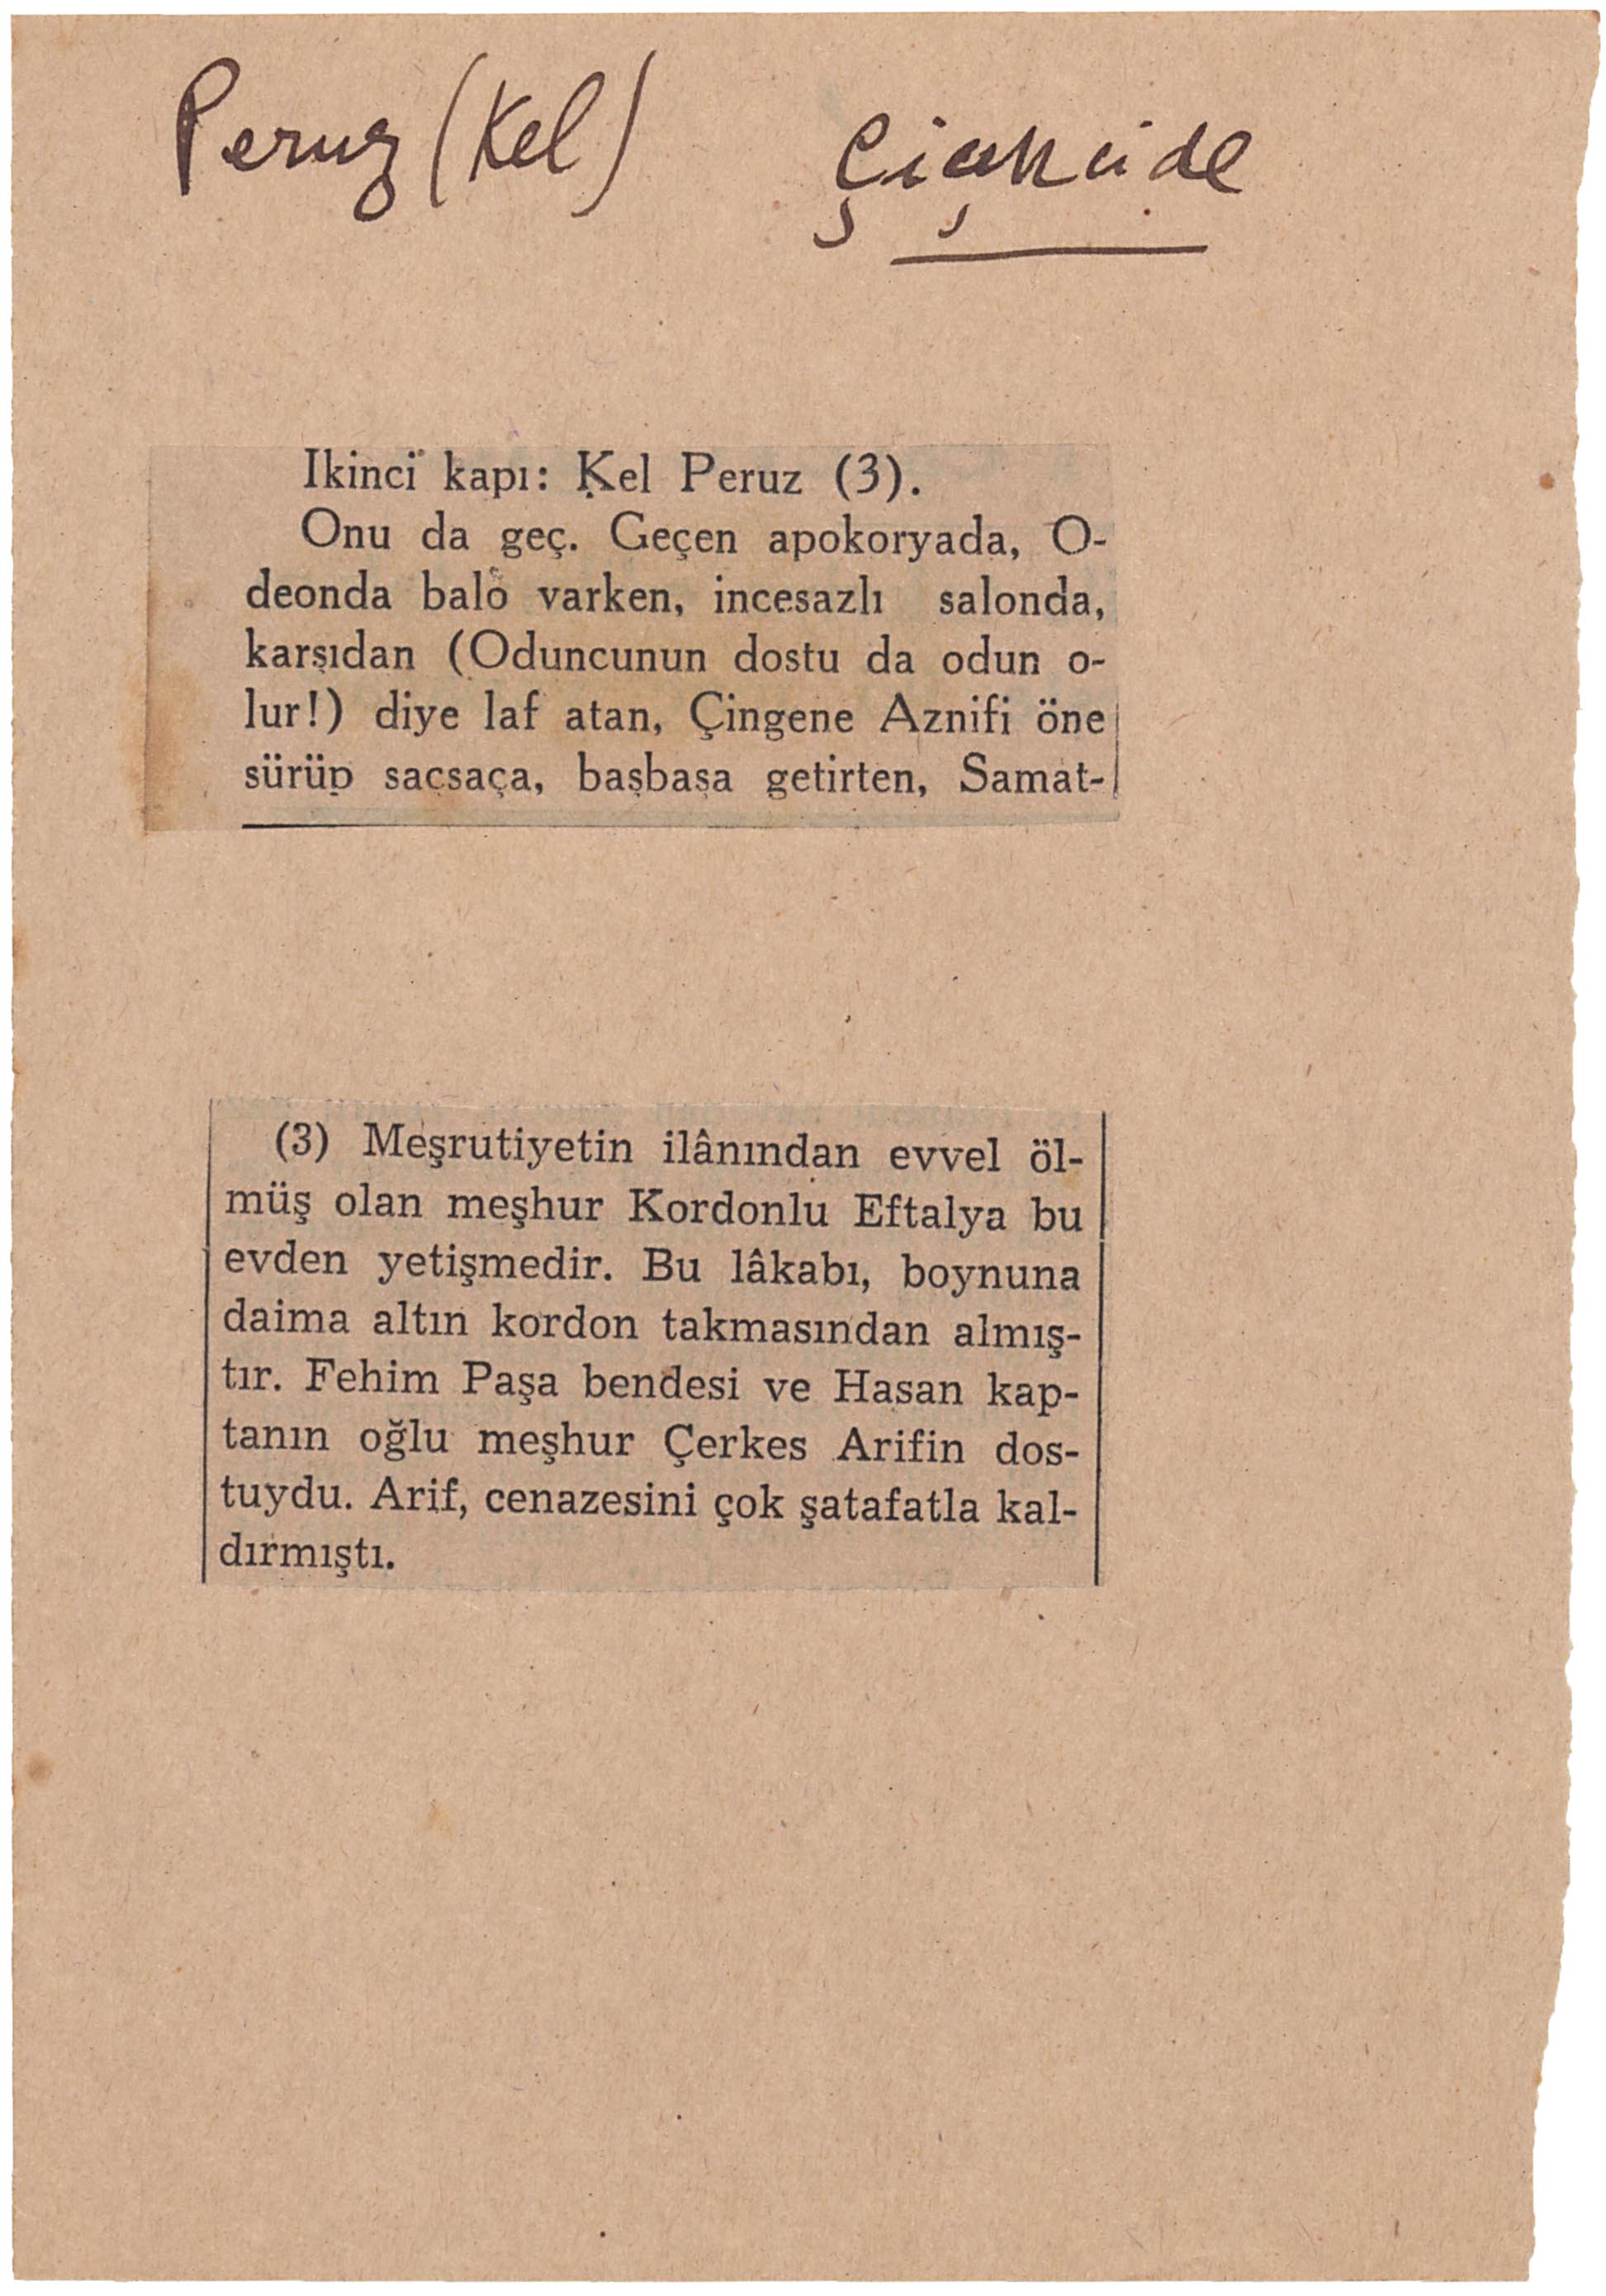 Peruz (Kel) Çiçekcide
Ikinci kapı: Kel Peruz (3).
Onu da geç. Geçen apokoryada, O-
deonda balo varken, incesazlı salonda,
karşıdan (Oduncunun dostu da odun o-
lur!) diye laf atan, Çingene Aznifi öne
sürüp saçsaça, başbaşa getirten, Samat-
(3) Meşrutiyetin ilânından evvel öl-
müş olan meşhur Kordonlu Eftalya bu
evden yetişmedir. Bu lâkabı, boynuna
daima altın kordon takmasından almış-
tır. Fehim Paşa bendesi ve Hasan kap-
tanın oğlu meşhur Çerkes Arifin dos-
tuydu. Arif, cenazesini çok şatafatla kal-
dırmıştı.